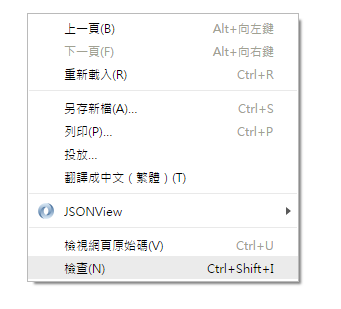 上一頁(B) Alt+向左鍵
下一頁(F) Alt+向右鍵
重新載入(R) Ctrl+R
另存新檔(A)... Ctrl+S
列印(P)... Ctrl+P
投放...
翻譯成中文（繁體）(T)
JSONView
檢視網頁原始碼(V) Ctrl+U
檢查(N) Ctrl+Shift+I